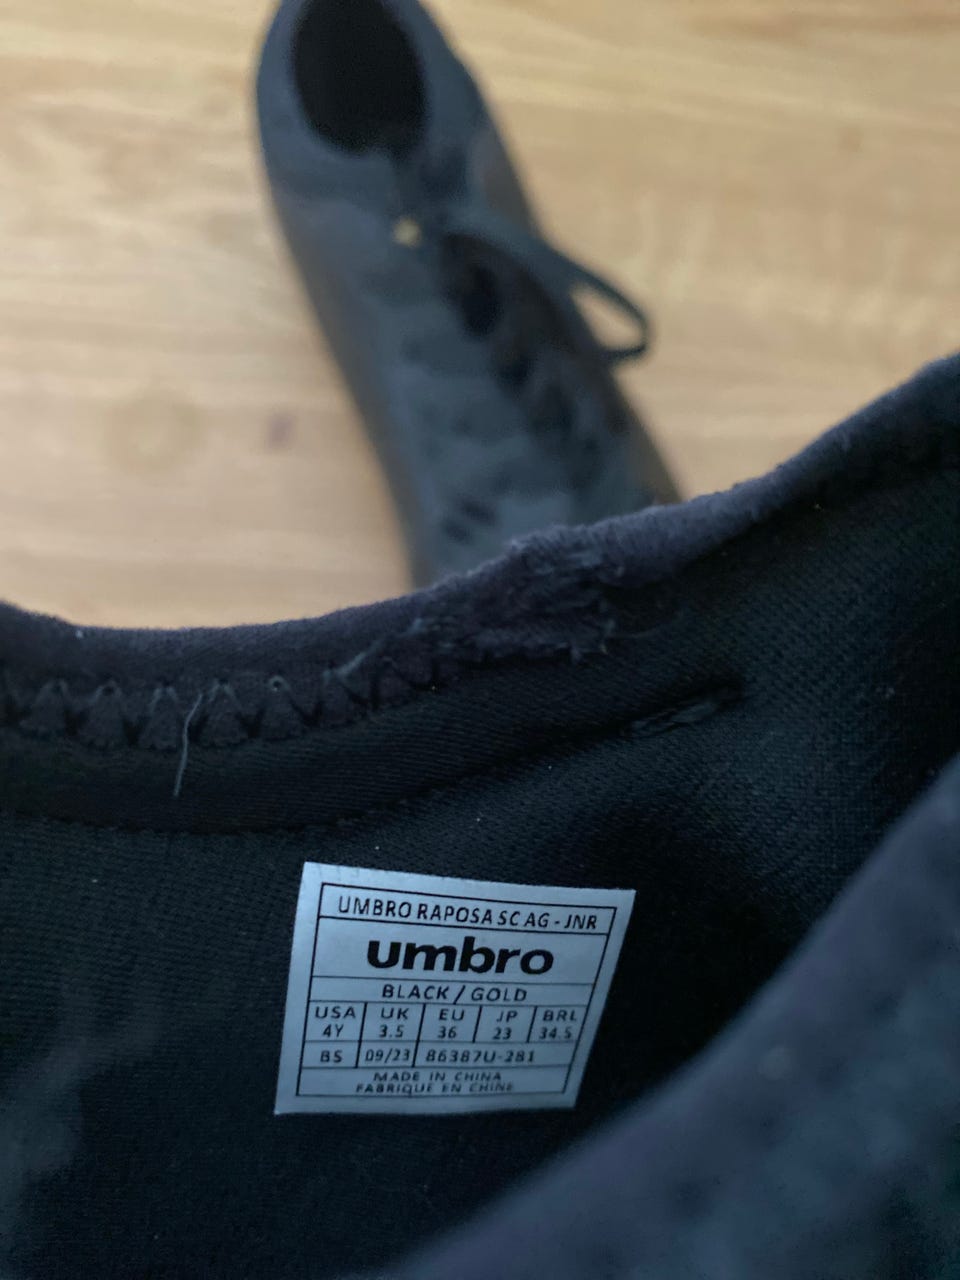 UMBRO RAPOSA SC AG - JNR
umbro
BLACK / GOLD
USA UK EU JP BRL
4Y 3.5 36 23 34.5
BS 09/23 86387U-281
MADE IN CHINA
FABRIQUE EN CHINE